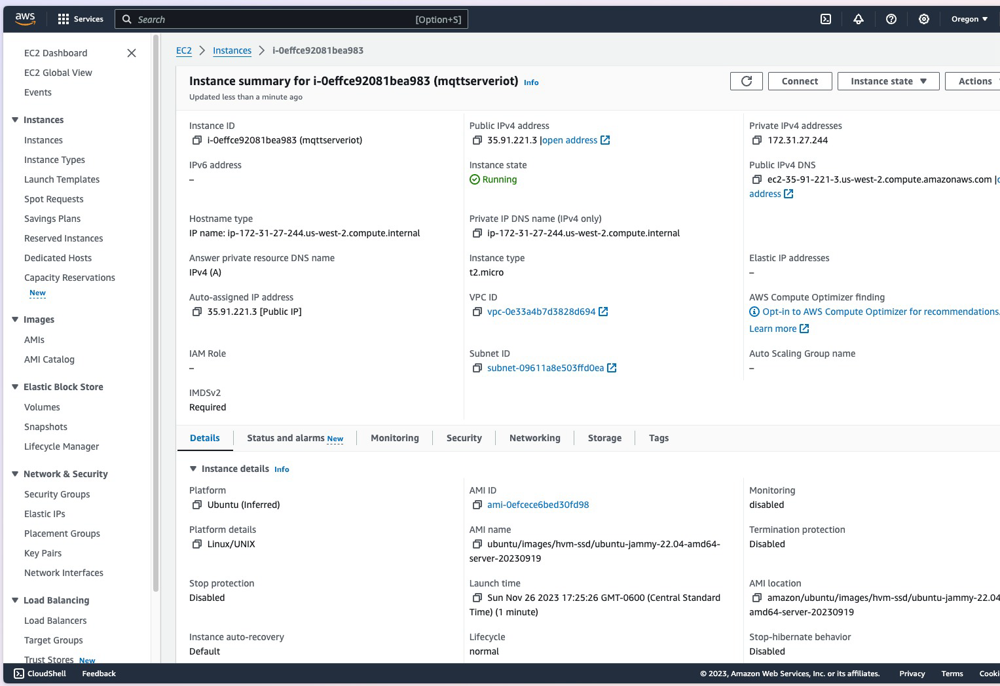 aws
Services
Search
[Option+S]
Oregon
EC2 Dashboard
EC2 Global View
Events
Instances
Instances
Instance Types
Launch Templates
Spot Requests
Savings Plans
Reserved Instances
Dedicated Hosts
Capacity Reservations
New
Images
AMIs
AMI Catalog
Elastic Block Store
Volumes
Snapshots
Lifecycle Manager
Network & Security
Security Groups
Elastic IPs
Placement Groups
Key Pairs
Network Interfaces
Load Balancing
Load Balancers
Target Groups
Trust Stores New
EC2 > Instances > i-0effce92081bea983
Instance summary for i-0effce92081bea983 (mqttserveriot) Info
Updated less than a minute ago
Connect
Instance state
Actions
Instance ID
i-0effce92081bea983 (mqttserveriot)
Public IPv4 address
35.91.221.3 |open address
Private IPv4 addresses
172.31.27.244
IPv6 address
–
Instance state
Running
Public IPv4 DNS
ec2-35-91-221-3.us-west-2.compute.amazonaws.com |
address
Hostname type
IP name: ip-172-31-27-244.us-west-2.compute.internal
Private IP DNS name (IPv4 only)
ip-172-31-27-244.us-west-2.compute.internal
Answer private resource DNS name
IPv4 (A)
Instance type
t2.micro
Elastic IP addresses
–
Auto-assigned IP address
35.91.221.3 [Public IP]
VPC ID
vpc-0e33a4b7d3828d694
AWS Compute Optimizer finding
Opt-in to AWS Compute Optimizer for recommendations.
Learn more
IAM Role
–
Subnet ID
subnet-09611a8e503ffd0ea
Auto Scaling Group name
–
IMDSv2
Required
Details
Status and alarms New
Monitoring
Security
Networking
Storage
Tags
Instance details Info
Platform
Ubuntu (Inferred)
AMI ID
ami-0efcece6bed30fd98
Monitoring
disabled
Platform details
Linux/UNIX
AMI name
ubuntu/images/hvm-ssd/ubuntu-jammy-22.04-amd64-
server-20230919
Termination protection
Disabled
Stop protection
Disabled
Launch time
Sun Nov 26 2023 17:25:26 GMT-0600 (Central Standard
Time) (1 minute)
AMI location
amazon/ubuntu/images/hvm-ssd/ubuntu-jammy-22.04
amd64-server-20230919
Instance auto-recovery
Default
Lifecycle
normal
Stop-hibernate behavior
Disabled
CloudShell
Feedback
© 2023, Amazon Web Services, Inc. or its affiliates.
Privacy
Terms
Cooki